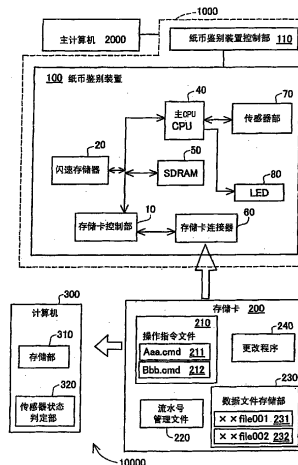 1000
主计算机 2000
纸币鉴别装置控制部 110
100 纸币鉴别装置
40
主CPU
CPU
70
传感器部
20
闪速存储器
50
SDRAM
80
LED
10
存储卡控制部
60
存储卡连接器
300
计算机
310
存储部
320
传感器状态
判定部
存储卡 200
210
操作指令文件
Aaa.cmd 211
Bbb.cmd 212
240
更改程序
230
数据文件存储部
××file001 231
××file002 232
流水号
管理文件
220
10000